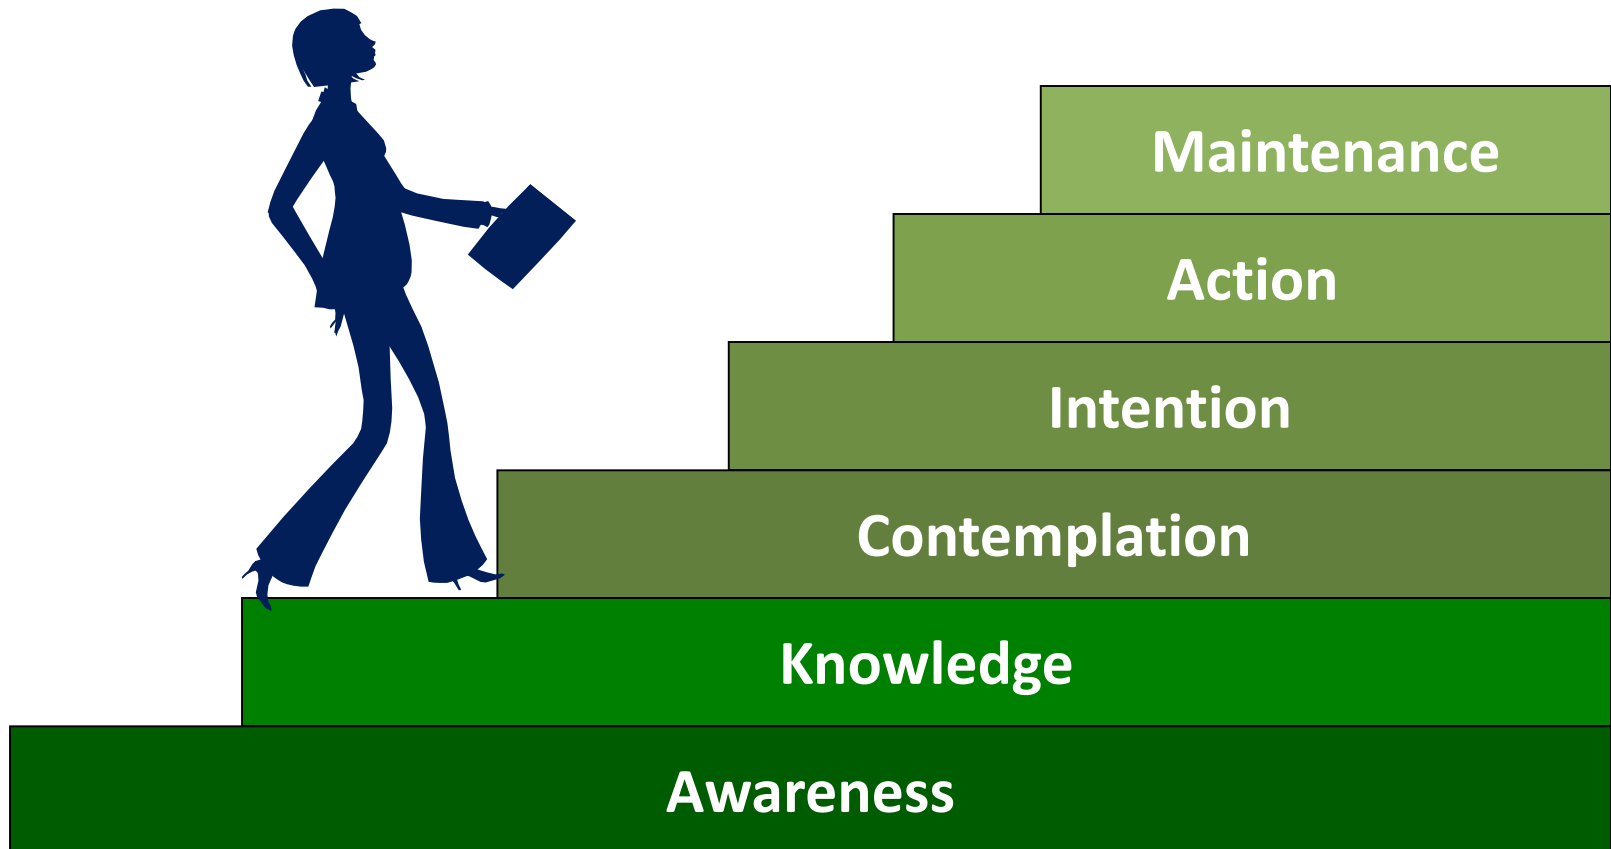 Maintenance
Action
Intention
Contemplation
Knowledge
Awareness